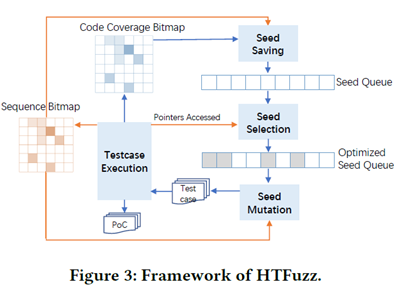 Code Coverage Bitmap
Seed
Saving
Seed Queue
Sequence Bitmap
Pointers Accessed
Seed
Selection
Testcase
Execution
Optimized
Seed Queue
Test
case
Seed
Mutation
PoC
Figure 3: Framework of HTFuzz.